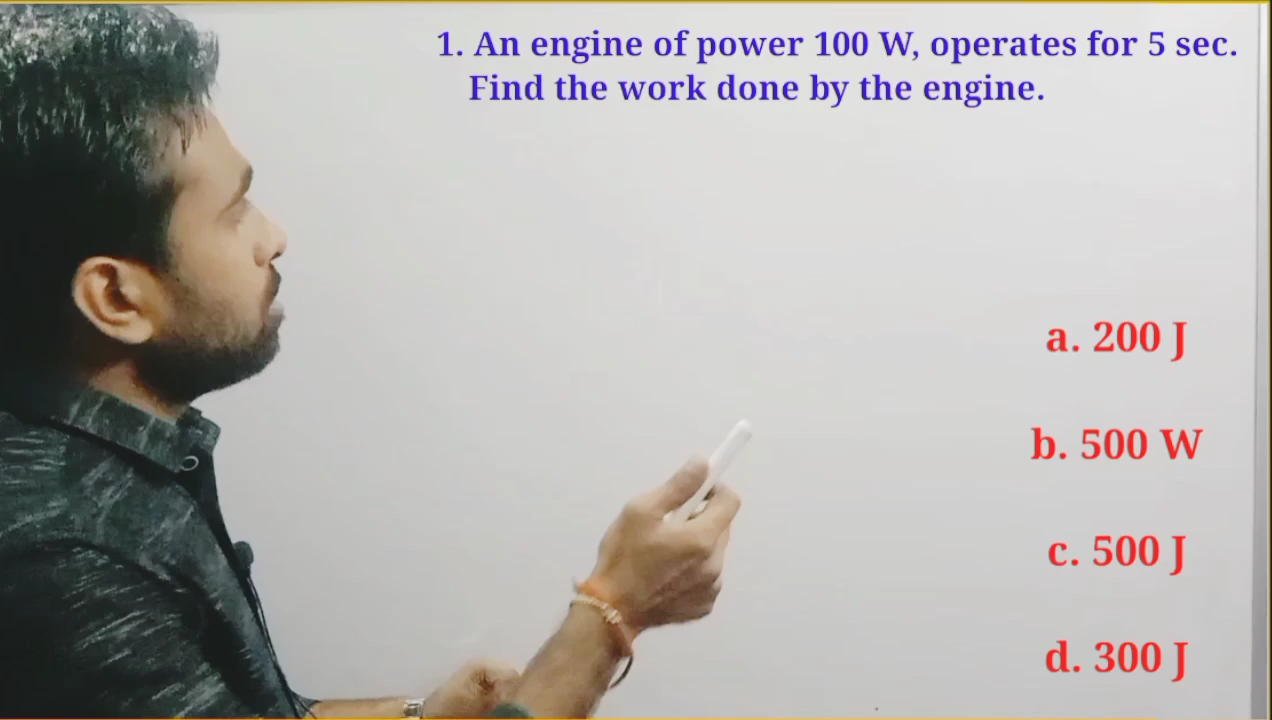 1. An engine of power 100 W, operates for 5 sec.
Find the work done by the engine.
a. 200 J
b. 500 W
c. 500 J
d. 300 J